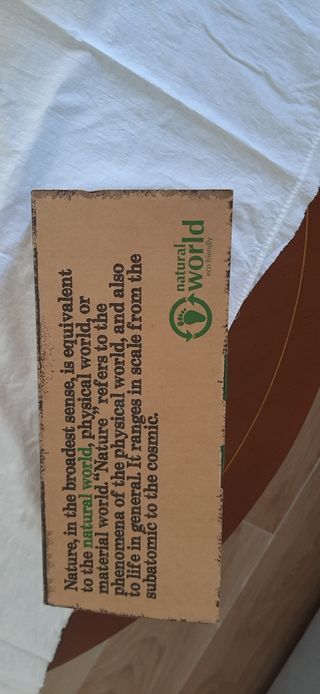 Nature, in the broadest sense, is equivalent
to the natural world, physical world, or
material world. "Nature" refers to the
phenomena of the physical world, and also
to life in general. It ranges in scale from the
subatomic to the cosmic.
natural
world
eco friendly